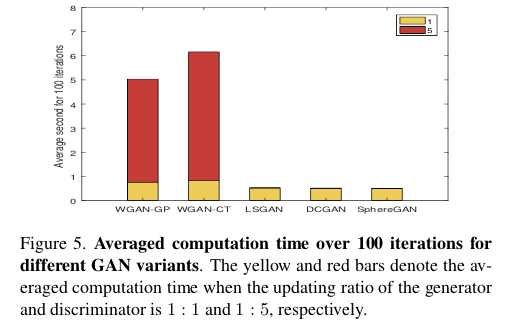 8
7
6
5
4
3
2
1
0
Average second for 100 iterations
1
5
WGAN-GP WGAN-CT LSGAN DCGAN SphereGAN
Figure 5. Averaged computation time over 100 iterations for
different GAN variants. The yellow and red bars denote the av-
eraged computation time when the updating ratio of the generator
and discriminator is 1 : 1 and 1 : 5, respectively.